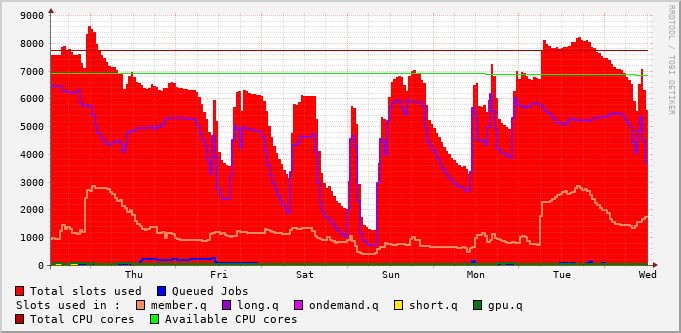 9000
8000
7000
6000
5000
4000
3000
2000
1000
0
Thu Fri Sat Sun Mon Tue Wed
RRDTOOL / TOBI OETIKER
Total slots used Queued Jobs
Slots used in : member.q long.q ondemand.q short.q gpu.q
Total CPU cores Available CPU cores